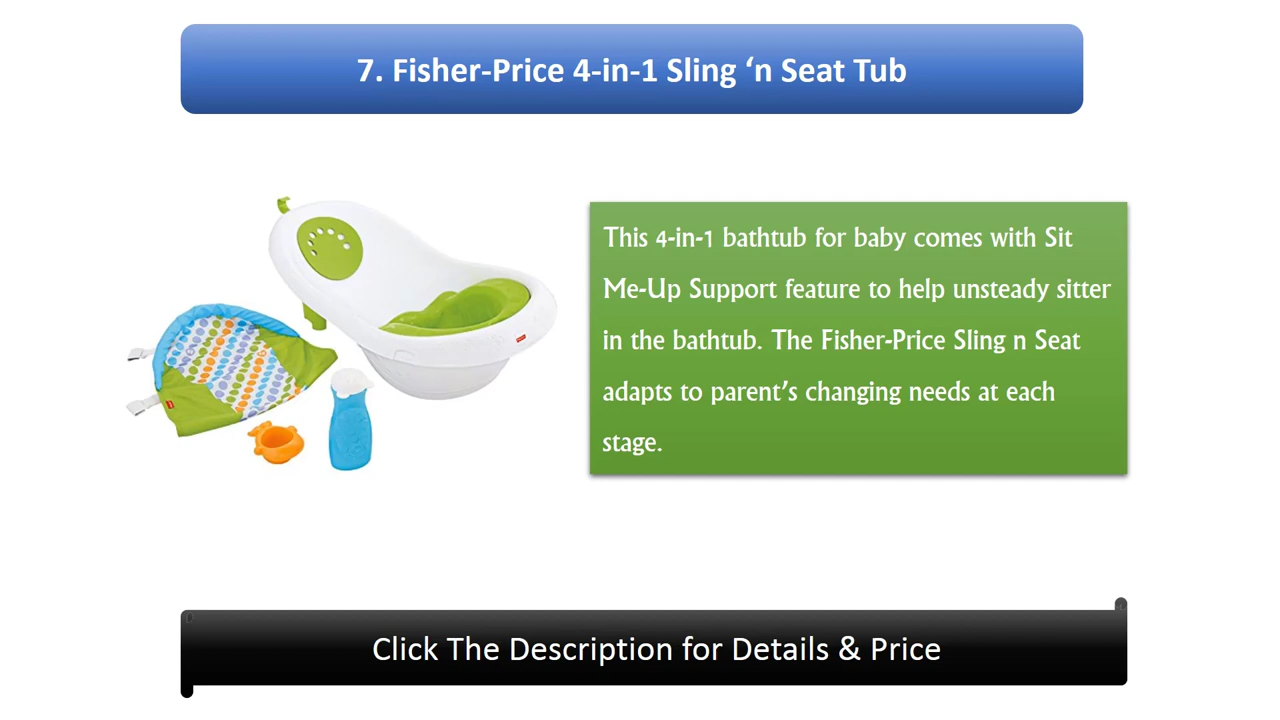 7. Fisher-Price 4-in-1 Sling ‘n Seat Tub
This 4-in-1 bathtub for baby comes with Sit
Me-Up Support feature to help unsteady sitter
in the bathtub. The Fisher-Price Sling n Seat
adapts to parent’s changing needs at each
stage.
Click The Description for Details & Price